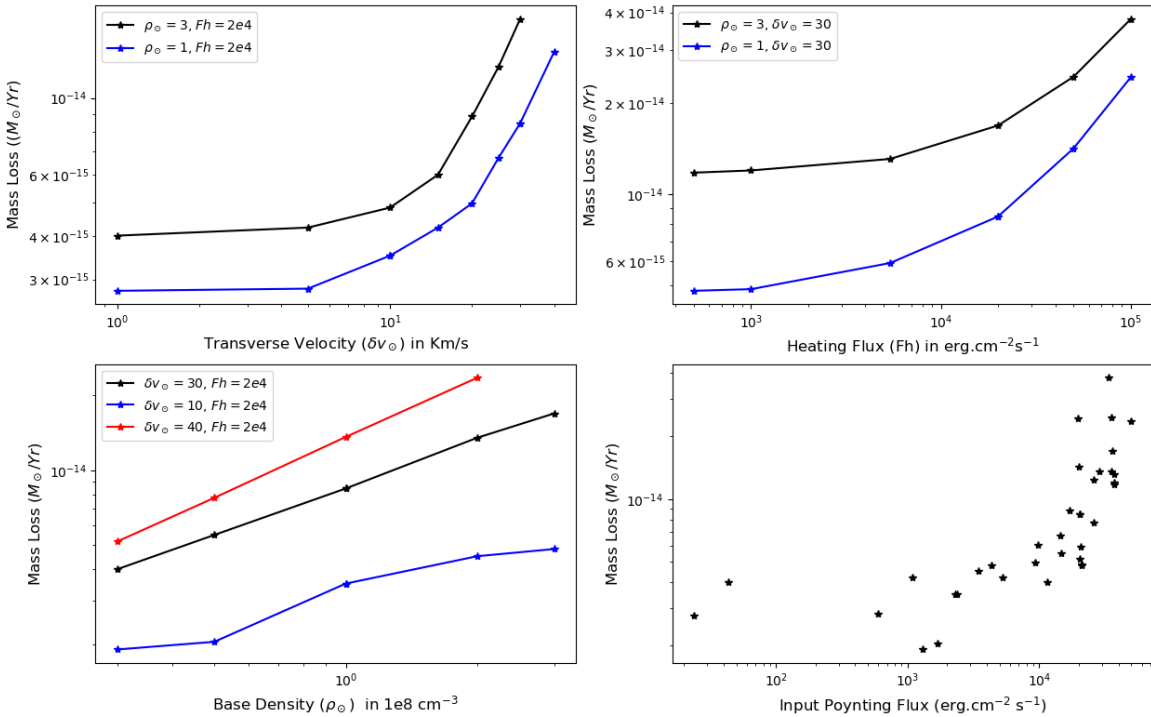 ρ⊙ = 3, Fh = 2e4
ρ⊙ = 1, Fh = 2e4
Mass Loss ((M⊙/Yr)
10⁻¹⁴
6 × 10⁻¹⁵
4 × 10⁻¹⁵
3 × 10⁻¹⁵
10⁰
10¹
Transverse Velocity (δv⊙) in Km/s
ρ⊙ = 3, δv⊙ = 30
ρ⊙ = 1, δv⊙ = 30
Mass Loss (M⊙/Yr)
4 × 10⁻¹⁴
3 × 10⁻¹⁴
2 × 10⁻¹⁴
10⁻¹⁴
6 × 10⁻¹⁵
10³
10⁴
10⁵
Heating Flux (Fh) in erg.cm⁻²s⁻¹
δv⊙ = 30, Fh = 2e4
δv⊙ = 10, Fh = 2e4
δv⊙ = 40, Fh = 2e4
Mass Loss (M⊙/Yr)
10⁻¹⁴
10⁰
Base Density (ρ⊙) in 1e8 cm⁻³
Mass Loss (M⊙/Yr)
10⁻¹⁴
10²
10³
10⁴
Input Poynting Flux (erg.cm⁻² s⁻¹)